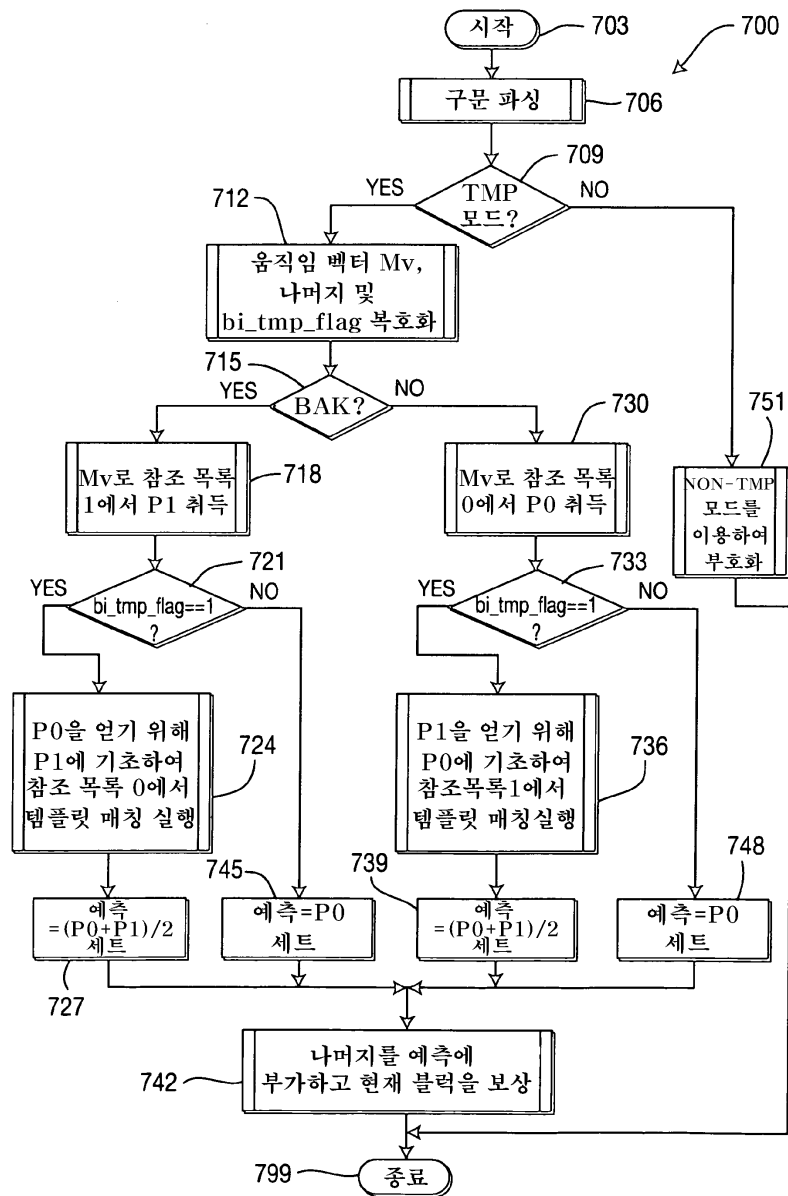 시작
703
700
구문 파싱
706
709
YES
TMP
모드?
NO
712
움직임 벡터 Mv,
나머지 및
bi_tmp_flag 복호화
715
YES
BAK?
NO
730
751
Mv로 참조 목록
1에서 P1 취득
718
Mv로 참조 목록
0에서 P0 취득
NON-TMP
모드를
이용하여
부호화
721
YES
bi_tmp_flag==1
?
NO
733
YES
bi_tmp_flag==1
?
NO
P0을 얻기 위해
P1에 기초하여
참조 목록 0에서
템플릿 매칭 실행
724
P1을 얻기 위해
P0에 기초하여
참조목록1에서
템플릿 매칭실행
736
예측
=(P0+P1)/2
세트
727
745
예측=P0
세트
739
예측
=(P0+P1)/2
세트
748
예측=P0
세트
742
나머지를 예측에
부가하고 현재 블럭을 보상
799
종료